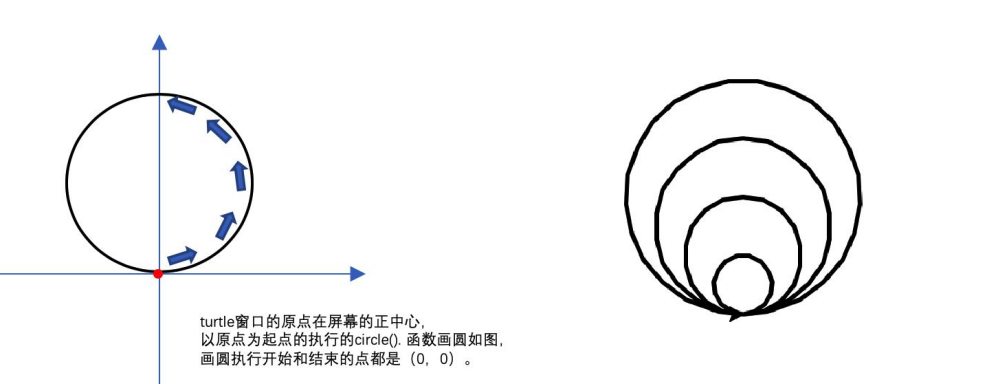 turtle窗口的原点在屏幕的正中心，
以原点为起点的执行的circle(). 函数画圆如图，
画圆执行开始和结束的点都是（0，0）。